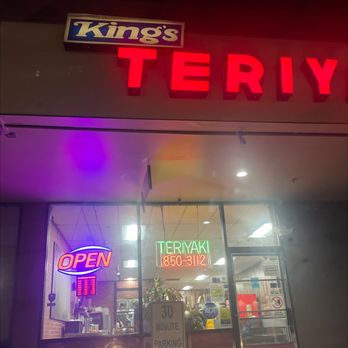 King's
TERIY
OPEN
TERIYAKI
850-3112
30
MINUTE
PARKING